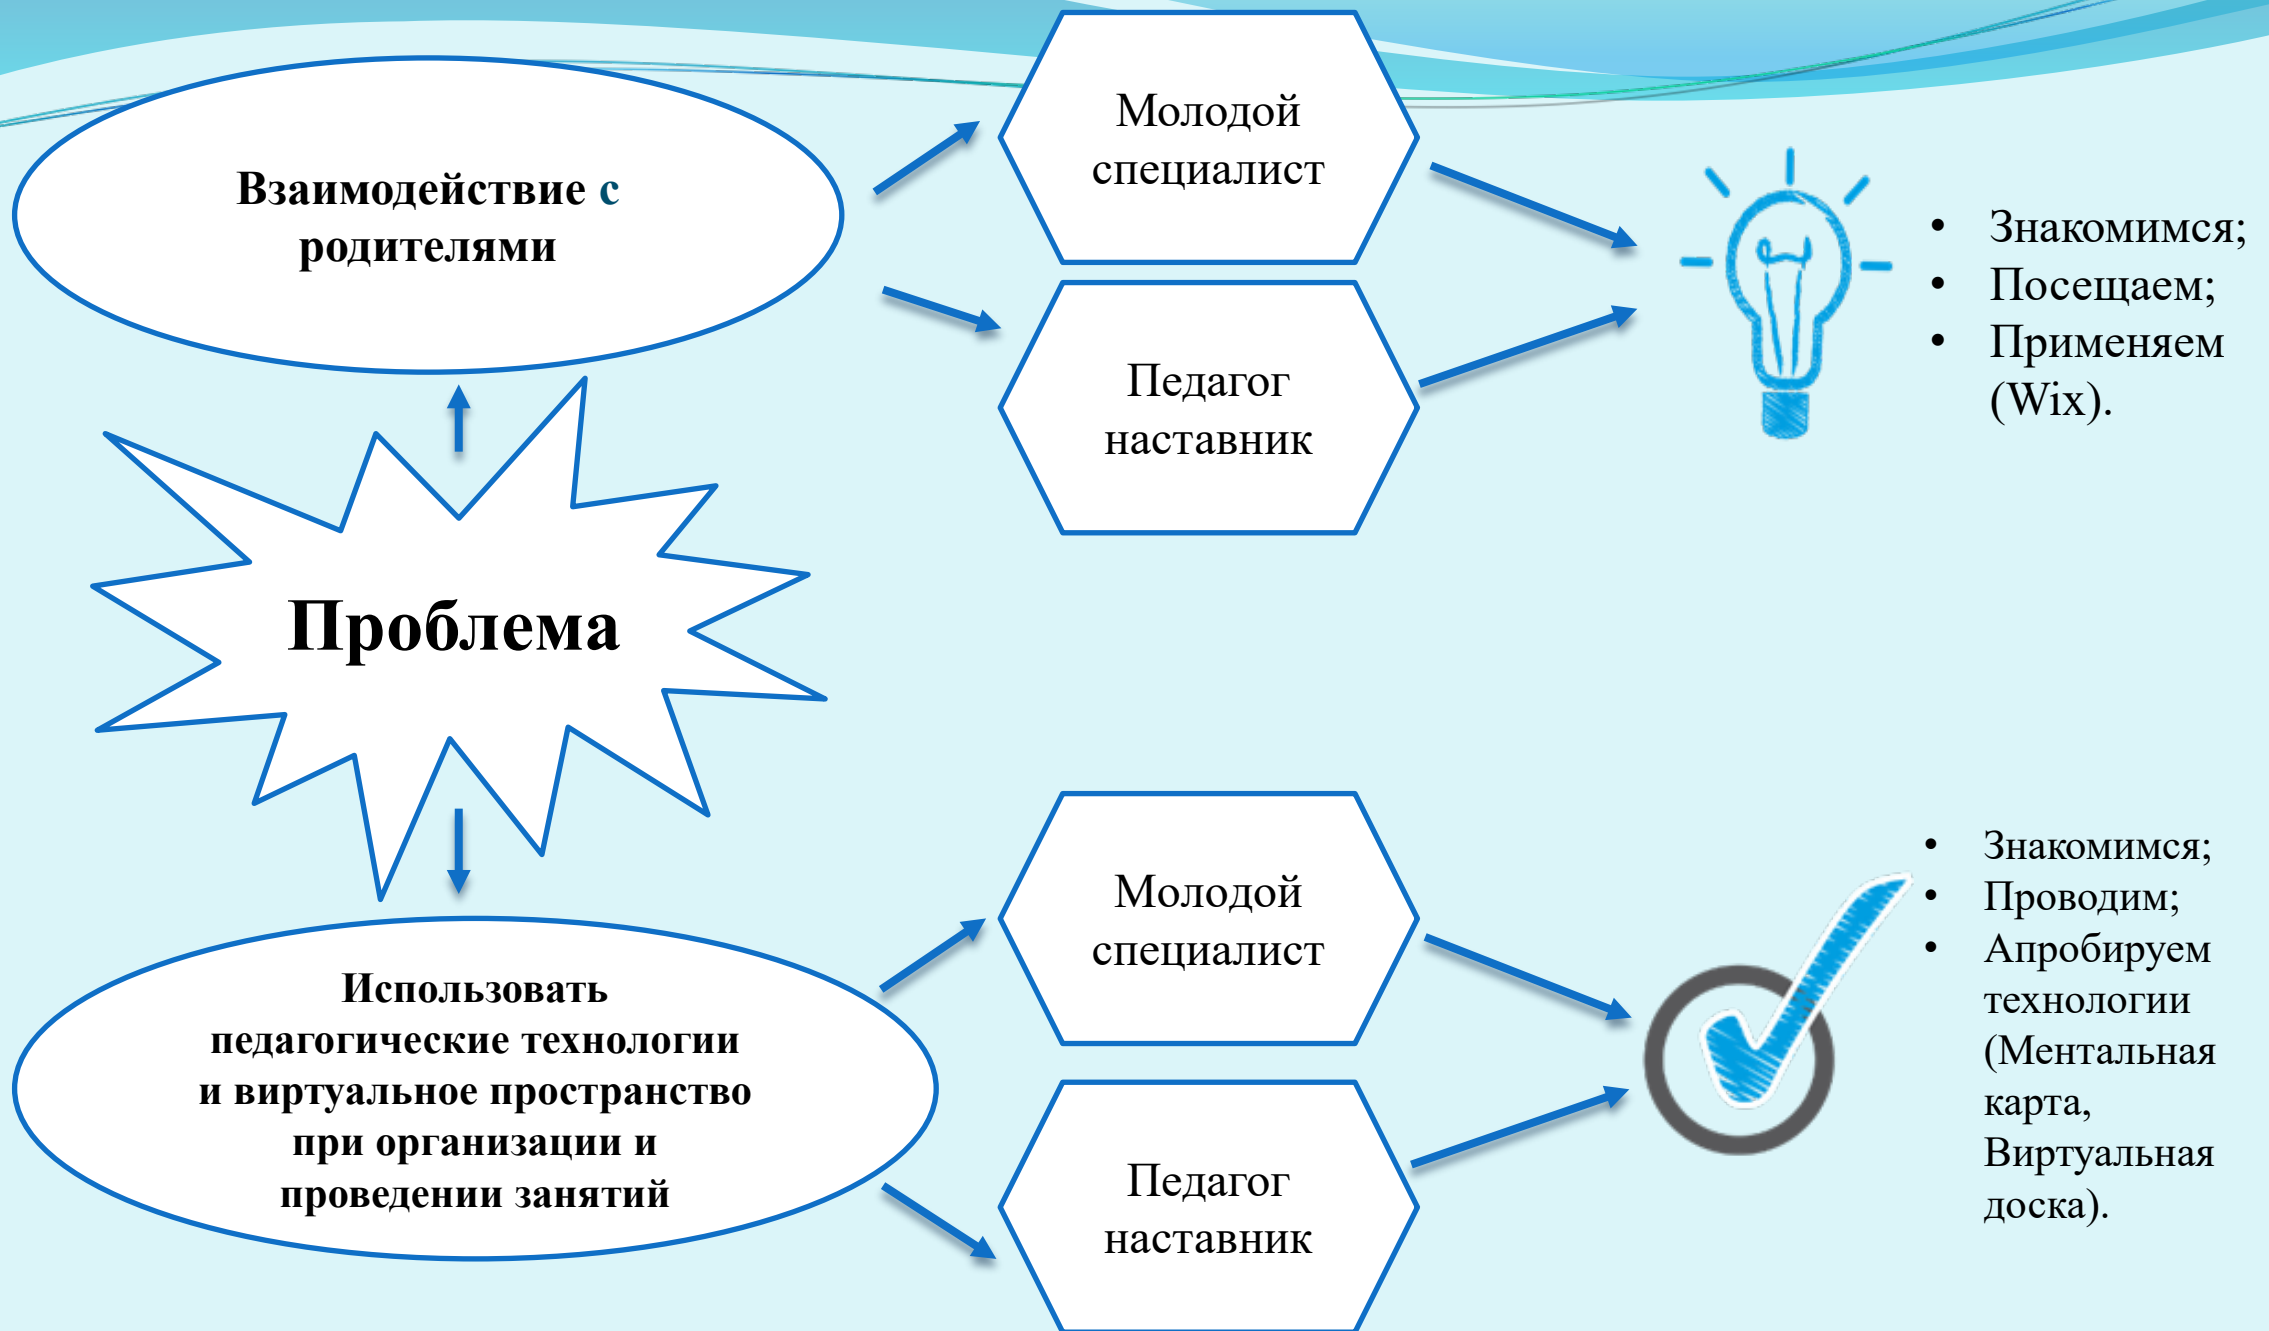 Взаимодействие с
родителями
Молодой
специалист
Педагог
наставник
• Знакомимся;
• Посещаем;
• Применяем
(Wix).
Проблема
Использовать
педагогические технологии
и виртуальное пространство
при организации и
проведении занятий
Молодой
специалист
Педагог
наставник
• Знакомимся;
• Проводим;
• Апробируем
технологии
(Ментальная
карта,
Виртуальная
доска).